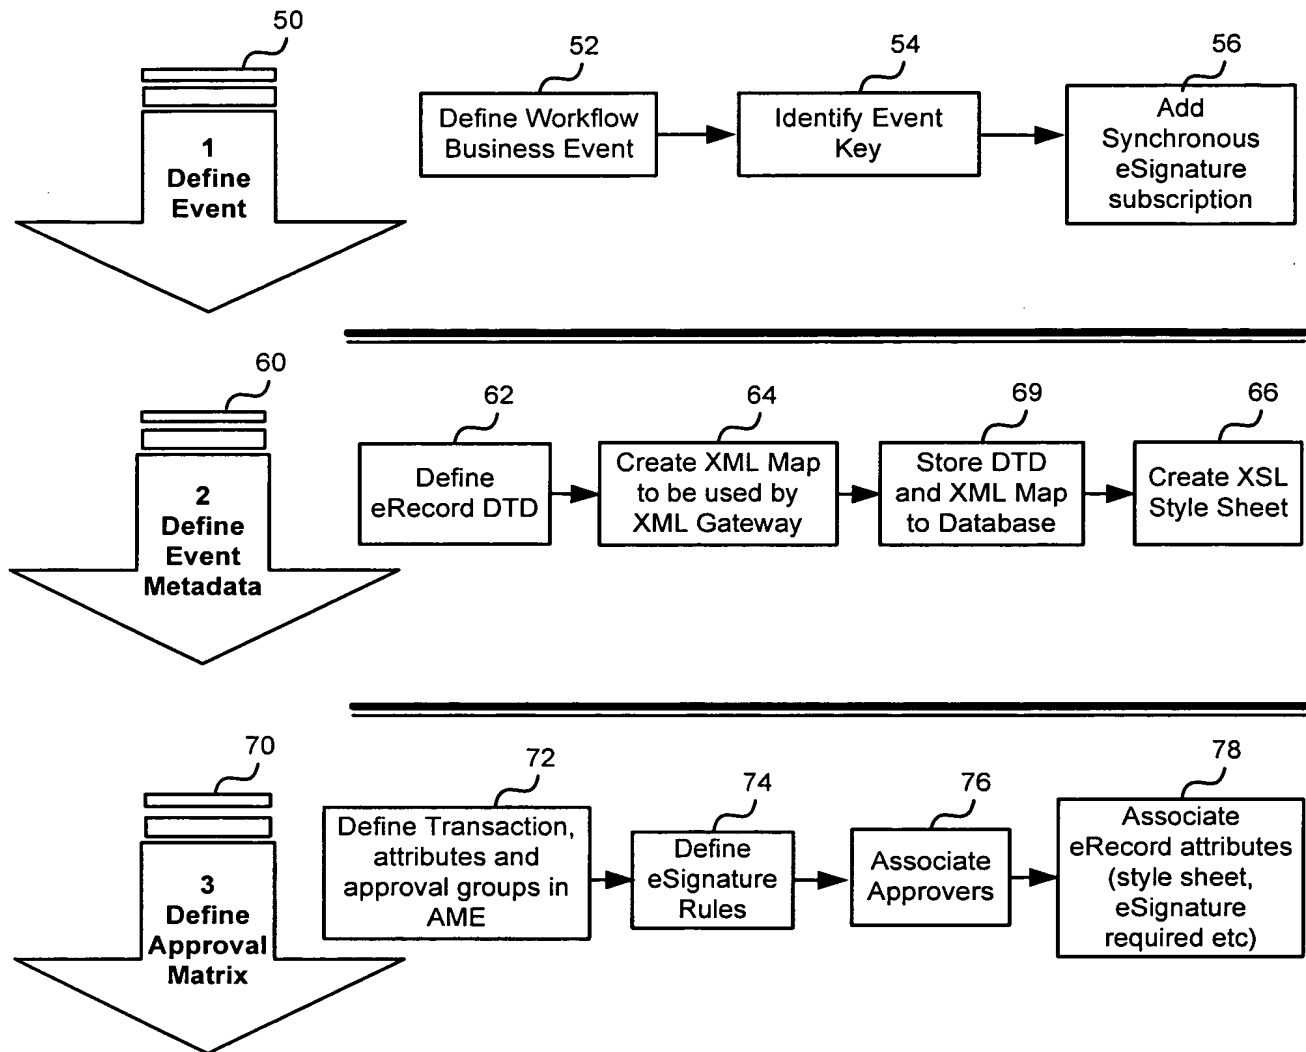 50
52
54
56
1
Define
Event
Define Workflow
Business Event
Identify Event
Key
Add
Synchronous
eSignature
subscription
60
62
64
69
66
2
Define
Event
Metadata
Define
eRecord DTD
Create XML Map
to be used by
XML Gateway
Store DTD
and XML Map
to Database
Create XSL
Style Sheet
70
72
74
76
78
3
Define
Approval
Matrix
Define Transaction,
attributes and
approval groups in
AME
Define
eSignature
Rules
Associate
Approvers
Associate
eRecord attributes
(style sheet,
eSignature
required etc)